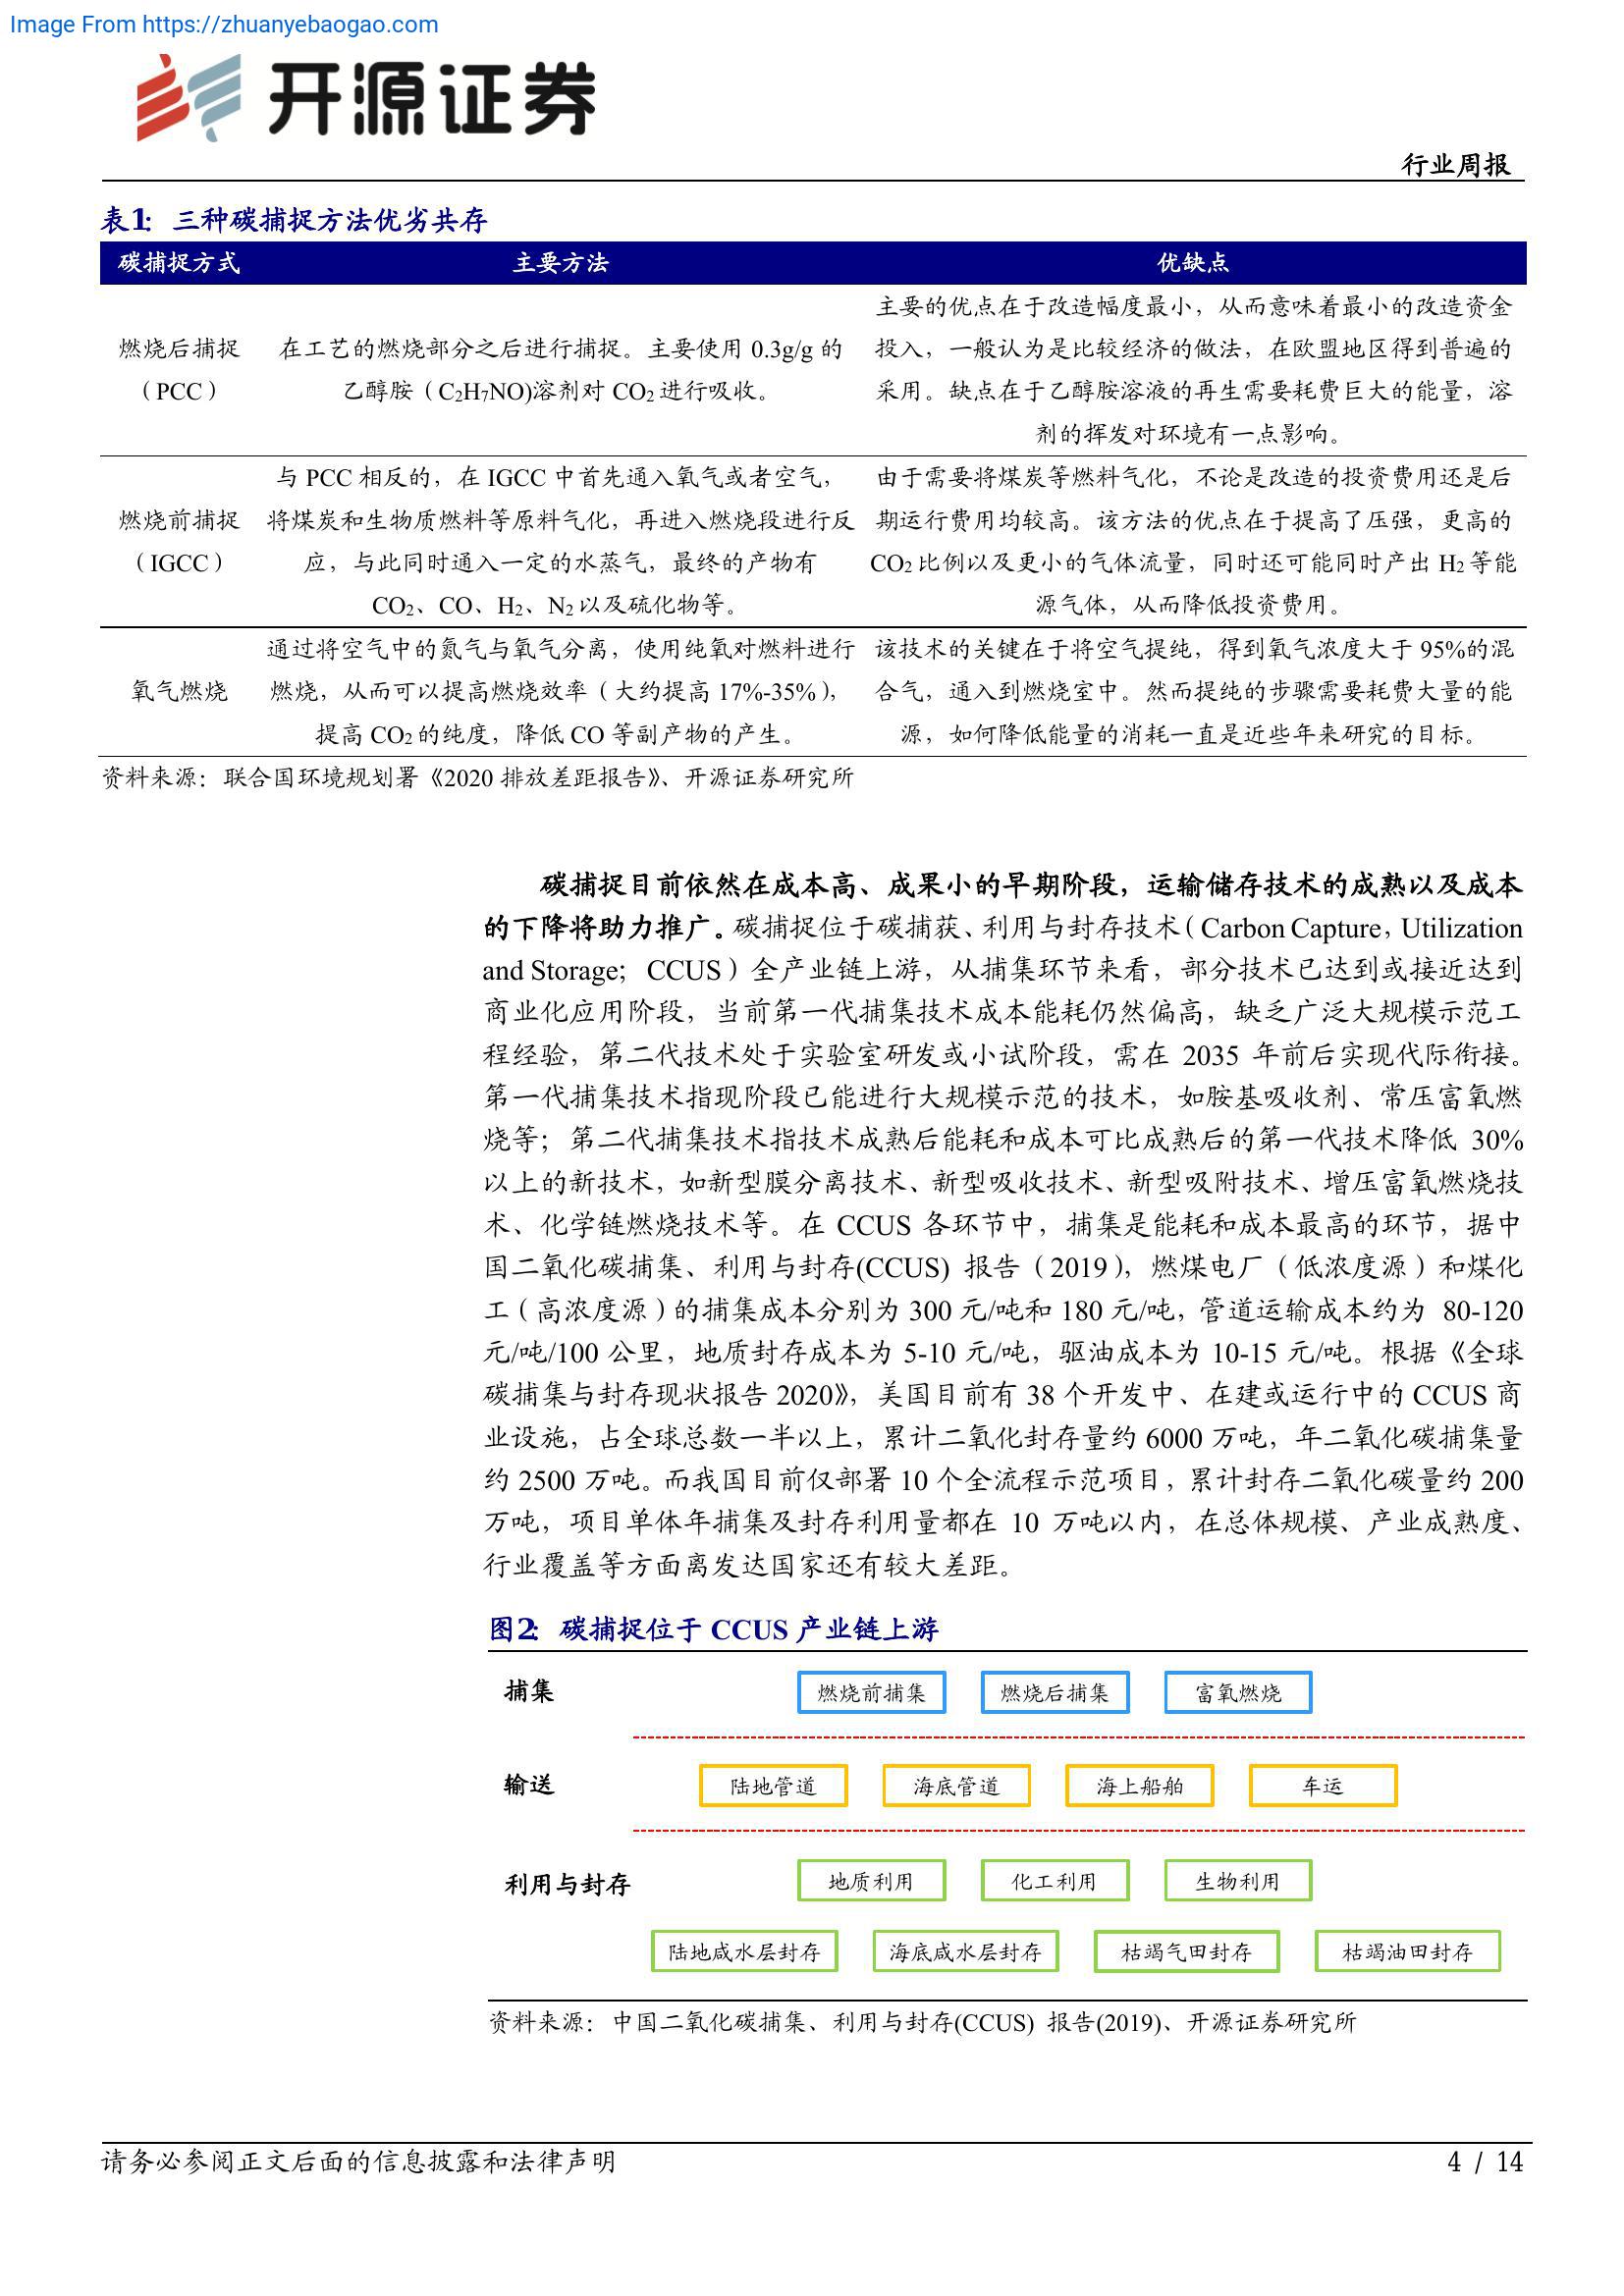 Image From https://zhuanyebaogao.com
开源证券
行业周报
表1： 三种碳捕捉方法优劣共存
碳捕捉方式 主要方法 优缺点
燃烧后捕捉
（PCC）
在工艺的燃烧部分之后进行捕捉。主要使用 0.3g/g 的
乙醇胺（C2H7NO)溶剂对 CO2 进行吸收。
主要的优点在于改造幅度最小，从而意味着最小的改造资金
投入，一般认为是比较经济的做法，在欧盟地区得到普遍的
采用。缺点在于乙醇胺溶液的再生需要耗费巨大的能量，溶
剂的挥发对环境有一点影响。
燃烧前捕捉
（IGCC）
与 PCC 相反的，在 IGCC 中首先通入氧气或者空气，
将煤炭和生物质燃料等原料气化，再进入燃烧段进行反
应，与此同时通入一定的水蒸气，最终的产物有
CO2、CO、H2、N2 以及硫化物等。
由于需要将煤炭等燃料气化，不论是改造的投资费用还是后
期运行费用均较高。该方法的优点在于提高了压强，更高的
CO2 比例以及更小的气体流量，同时还可能同时产出 H2 等能
源气体，从而降低投资费用。
氧气燃烧
通过将空气中的氮气与氧气分离，使用纯氧对燃料进行
燃烧，从而可以提高燃烧效率（大约提高 17%-35%），
提高 CO2 的纯度，降低 CO 等副产物的产生。
该技术的关键在于将空气提纯，得到氧气浓度大于 95%的混
合气，通入到燃烧室中。然而提纯的步骤需要耗费大量的能
源，如何降低能量的消耗一直是近些年来研究的目标。
资料来源：联合国环境规划署《2020 排放差距报告》、开源证券研究所
碳捕捉目前依然在成本高、成果小的早期阶段，运输储存技术的成熟以及成本
的下降将助力推广。碳捕捉位于碳捕获、利用与封存技术（Carbon Capture，Utilization
and Storage；CCUS）全产业链上游，从捕集环节来看，部分技术已达到或接近达到
商业化应用阶段，当前第一代捕集技术成本能耗仍然偏高，缺乏广泛大规模示范工
程经验，第二代技术处于实验室研发或小试阶段，需在 2035 年前后实现代际衔接。
第一代捕集技术指现阶段已能进行大规模示范的技术，如胺基吸收剂、常压富氧燃
烧等；第二代捕集技术指技术成熟后能耗和成本可比成熟后的第一代技术降低 30%
以上的新技术，如新型膜分离技术、新型吸收技术、新型吸附技术、增压富氧燃烧技
术、化学链燃烧技术等。在 CCUS 各环节中，捕集是能耗和成本最高的环节，据中
国二氧化碳捕集、利用与封存(CCUS) 报告（2019），燃煤电厂（低浓度源）和煤化
工（高浓度源）的捕集成本分别为 300 元/吨和 180 元/吨，管道运输成本约为 80-120
元/吨/100 公里，地质封存成本为 5-10 元/吨，驱油成本为 10-15 元/吨。根据《全球
碳捕集与封存现状报告 2020》，美国目前有 38 个开发中、在建或运行中的 CCUS 商
业设施，占全球总数一半以上，累计二氧化封存量约 6000 万吨，年二氧化碳捕集量
约 2500 万吨。而我国目前仅部署 10 个全流程示范项目，累计封存二氧化碳量约 200
万吨，项目单体年捕集及封存利用量都在 10 万吨以内，在总体规模、产业成熟度、
行业覆盖等方面离发达国家还有较大差距。
图2： 碳捕捉位于 CCUS 产业链上游
捕集 燃烧前捕集 燃烧后捕集 富氧燃烧
输送 陆地管道 海底管道 海上船舶 车运
利用与封存 地质利用 化工利用 生物利用
陆地咸水层封存 海底咸水层封存 枯竭气田封存 枯竭油田封存
资料来源：中国二氧化碳捕集、利用与封存(CCUS) 报告(2019)、开源证券研究所
请务必参阅正文后面的信息披露和法律声明 4 / 14